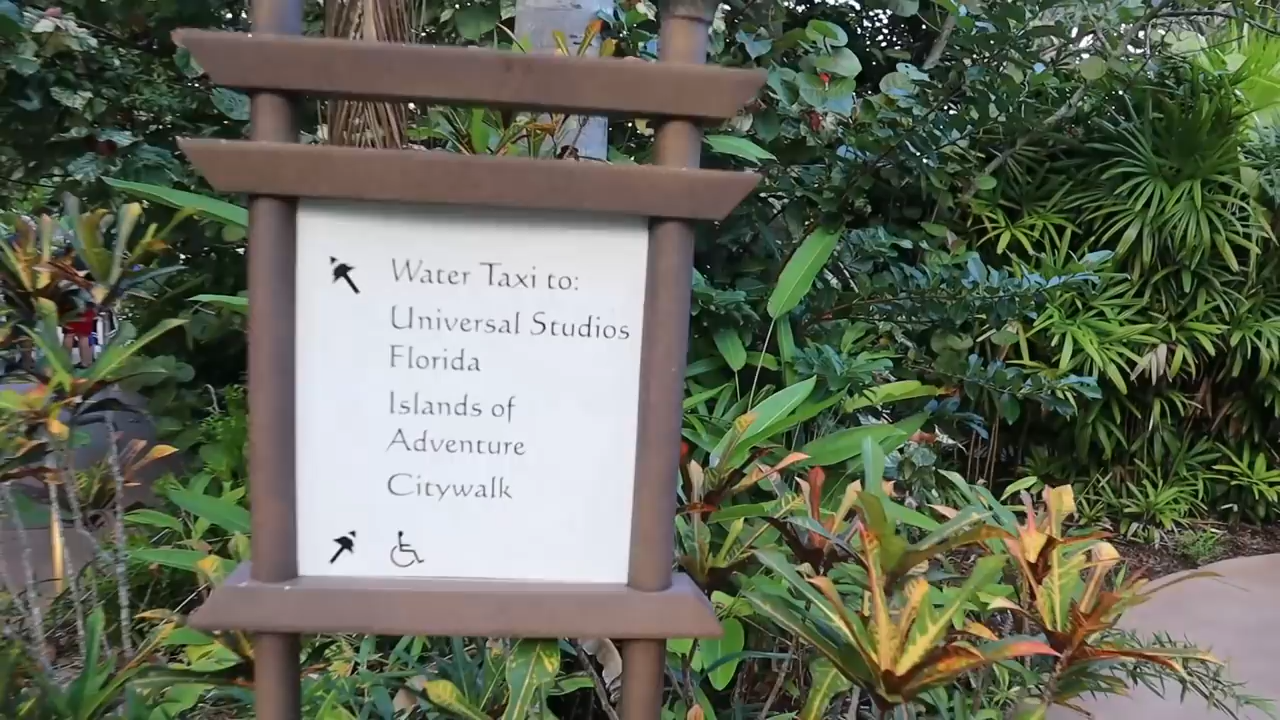 Water Taxi to:
Universal Studios
Florida
Islands of
Adventure
Citywalk